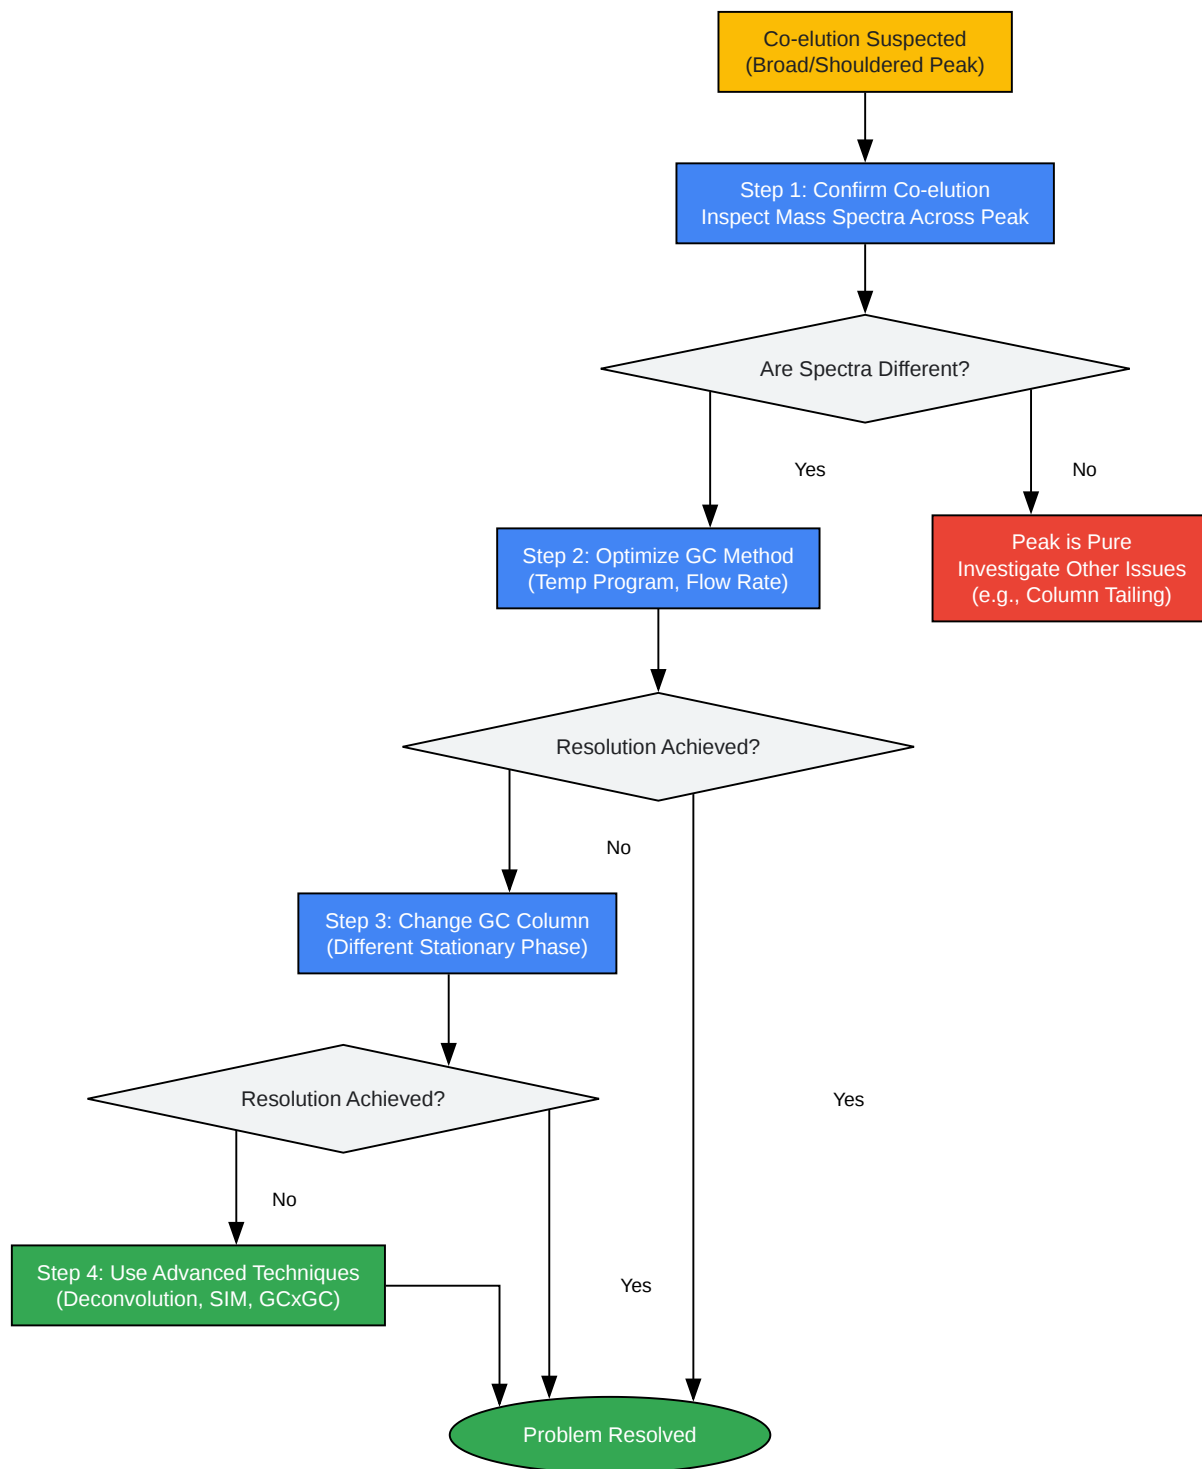 Co-elution Suspected
(Broad/Shouldered Peak)
Step 1: Confirm Co-elution
Inspect Mass Spectra Across Peak
Are Spectra Different?
Yes
No
Step 2: Optimize GC Method
(Temp Program, Flow Rate)
Peak is Pure
Investigate Other Issues
(e.g., Column Tailing)
Resolution Achieved?
No
Step 3: Change GC Column
(Different Stationary Phase)
Resolution Achieved?
Yes
No
Step 4: Use Advanced Techniques
(Deconvolution, SIM, GCxGC)
Yes
Problem Resolved